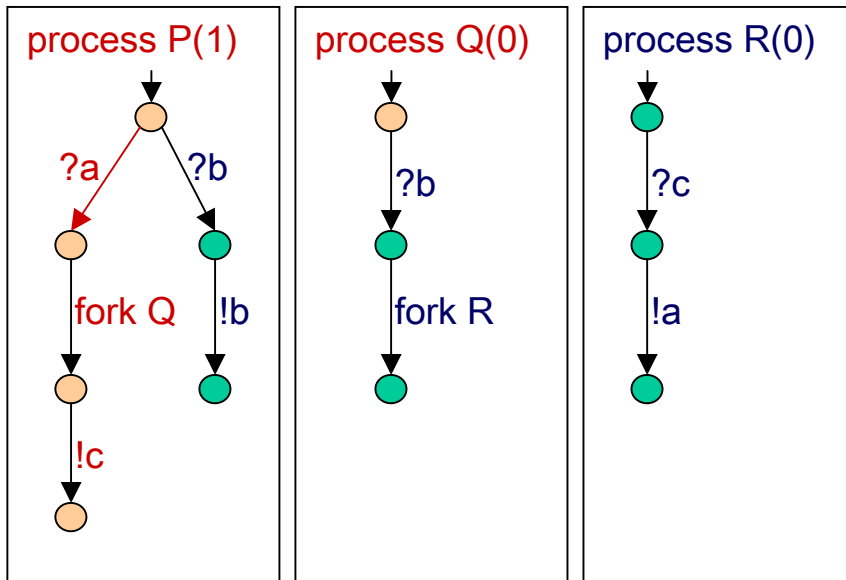 process P(1)
?a
?b
fork Q
!b
!c
process Q(0)
?b
fork R
process R(0)
?c
!a